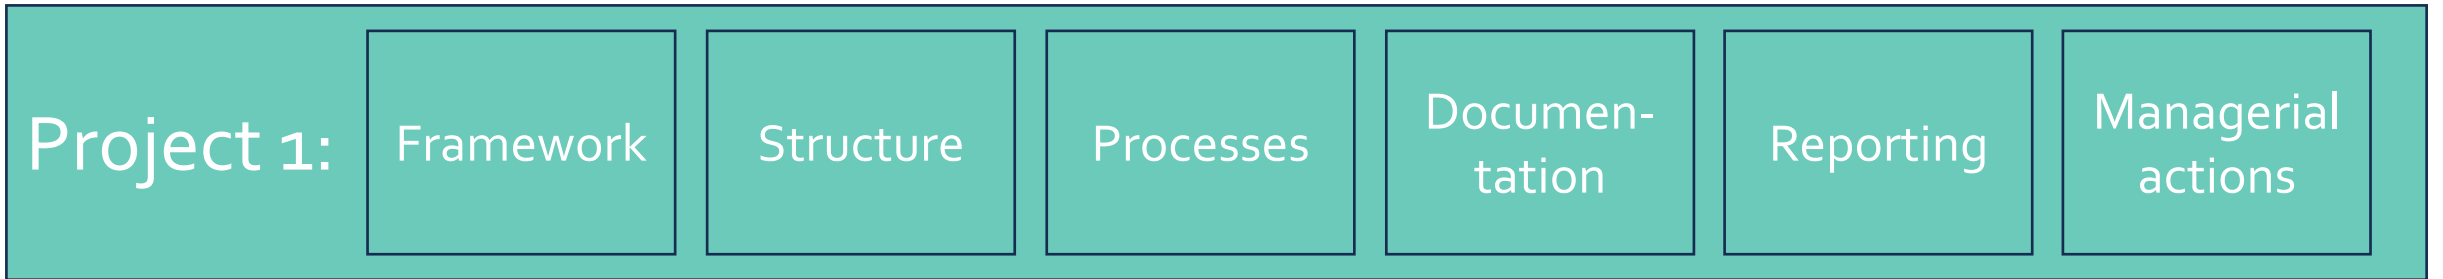 Project 1:
Framework
Structure
Processes
Documen-
tation
Reporting
Managerial
actions